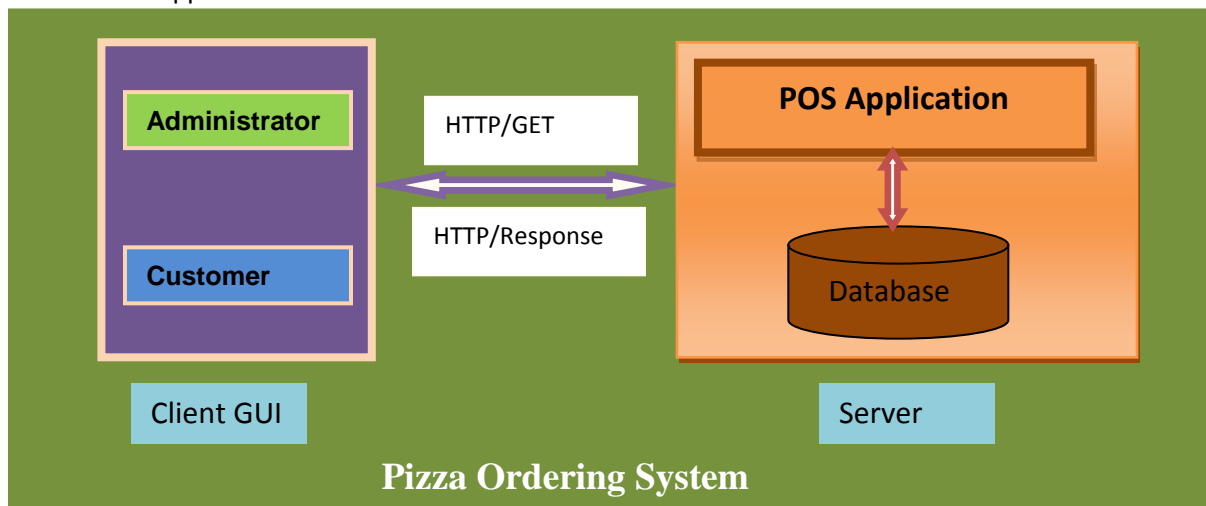 Administrator
Customer
HTTP/GET
HTTP/Response
POS Application
Database
Client GUI
Server
Pizza Ordering System